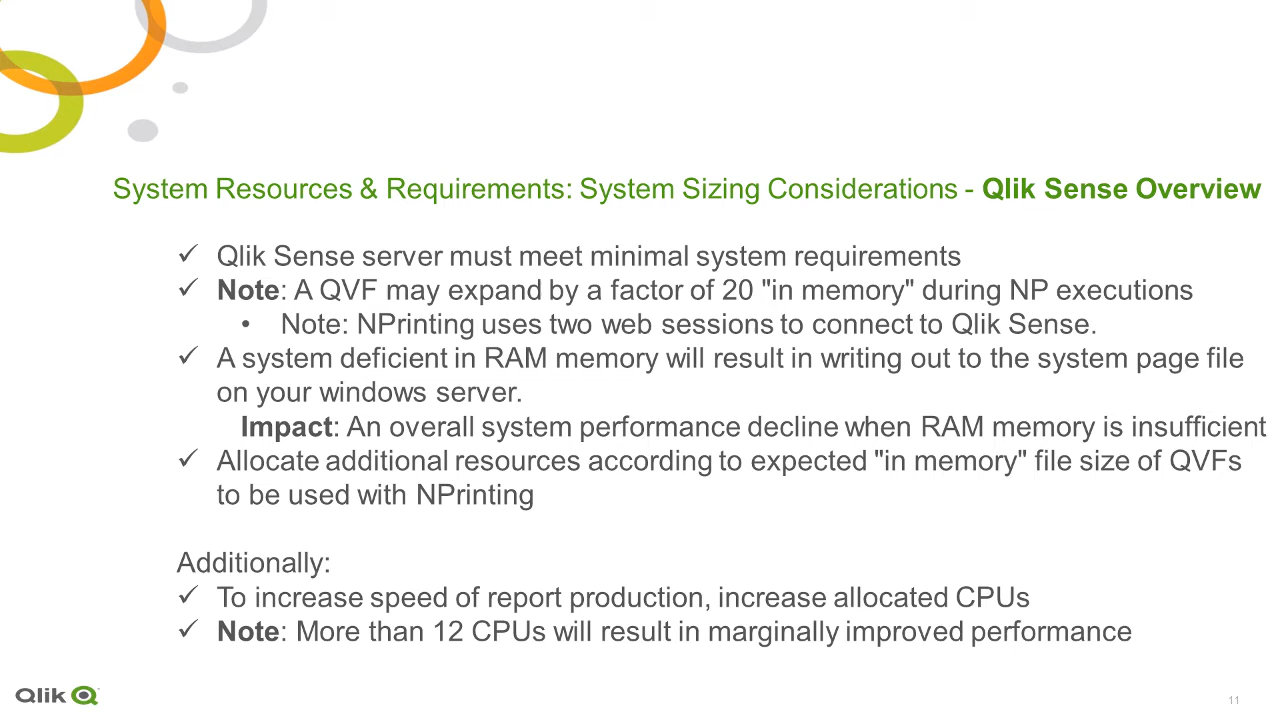 System Resources & Requirements: System Sizing Considerations - Qlik Sense Overview
✓ Qlik Sense server must meet minimal system requirements
✓ Note: A QVF may expand by a factor of 20 "in memory" during NP executions
• Note: NPrinting uses two web sessions to connect to Qlik Sense.
✓ A system deficient in RAM memory will result in writing out to the system page file
on your windows server.
Impact: An overall system performance decline when RAM memory is insufficient
✓ Allocate additional resources according to expected "in memory" file size of QVFs
to be used with NPrinting
Additionally:
✓ To increase speed of report production, increase allocated CPUs
✓ Note: More than 12 CPUs will result in marginally improved performance
Qlik
11